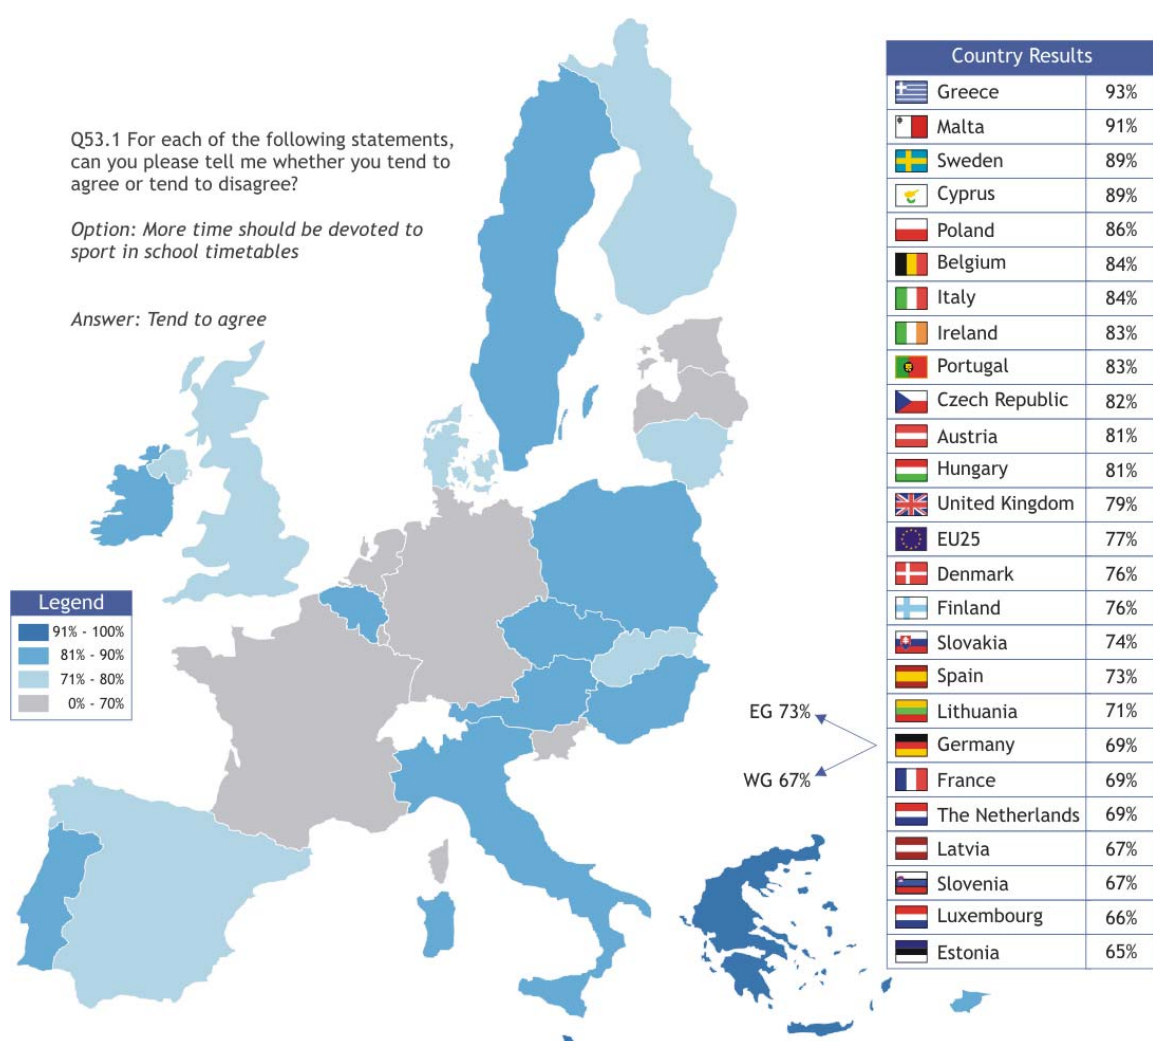 Q53.1 For each of the following statements,
can you please tell me whether you tend to
agree or tend to disagree?
Option: More time should be devoted to
sport in school timetables
Answer: Tend to agree
Legend
91% - 100%
81% - 90%
71% - 80%
0% - 70%
EG 73%
WG 67%
Country Results
Greece 93%
Malta 91%
Sweden 89%
Cyprus 89%
Poland 86%
Belgium 84%
Italy 84%
Ireland 83%
Portugal 83%
Czech Republic 82%
Austria 81%
Hungary 81%
United Kingdom 79%
EU25 77%
Denmark 76%
Finland 76%
Slovakia 74%
Spain 73%
Lithuania 71%
Germany 69%
France 69%
The Netherlands 69%
Latvia 67%
Slovenia 67%
Luxembourg 66%
Estonia 65%